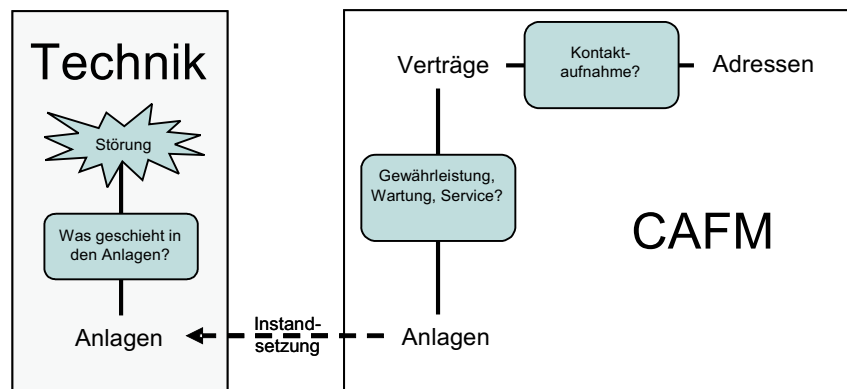 Technik
Störung
Was geschieht in
den Anlagen?
Anlagen
Instand-
setzung
Verträge
Kontakt-
aufnahme?
Adressen
Gewährleistung,
Wartung, Service?
CAFM
Anlagen